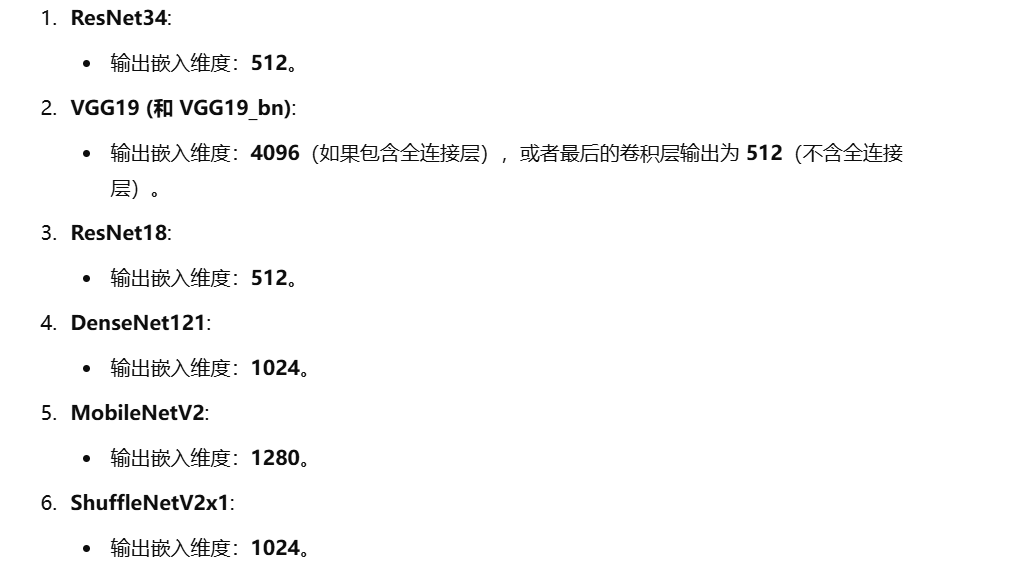 1. ResNet34:
• 输出嵌入维度：512。
2. VGG19 (和 VGG19_bn):
• 输出嵌入维度：4096（如果包含全连接层），或者最后的卷积层输出为 512（不含全连接
层）。
3. ResNet18:
• 输出嵌入维度：512。
4. DenseNet121:
• 输出嵌入维度：1024。
5. MobileNetV2:
• 输出嵌入维度：1280。
6. ShuffleNetV2x1:
• 输出嵌入维度：1024。